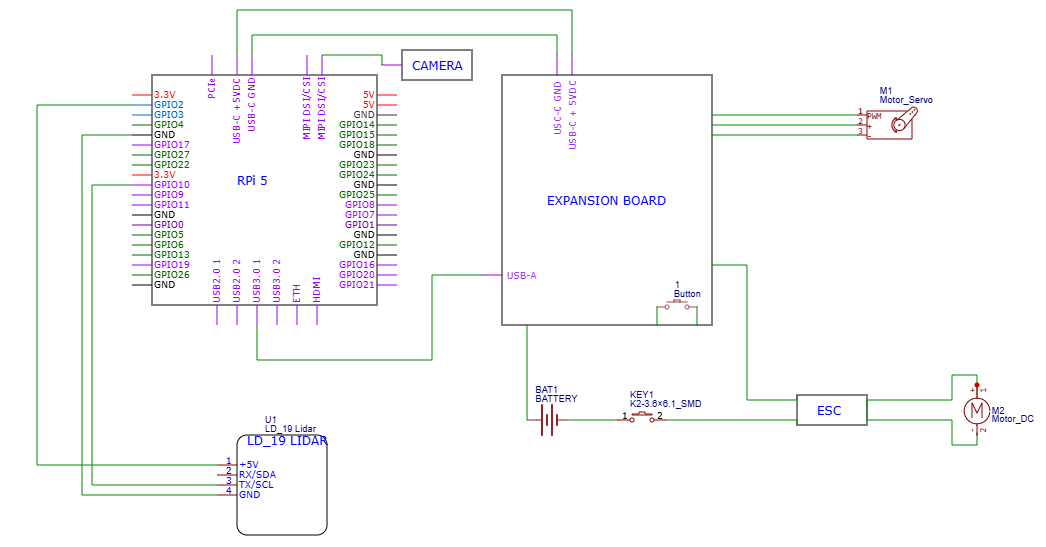 CAMERA
PCIe
USB-C +5VDC
USB-C GND
MIPI DSI/CSI
MIPI DSI/CSI
3.3V
GPIO2
GPIO3
GPIO4
GND
GPIO17
GPIO27
GPIO22
3.3V
GPIO10
GPIO9
GPIO11
GND
GPIO0
GPIO5
GPIO6
GPIO13
GPIO19
GPIO26
GND
RPi 5
5V
5V
GND
GPIO14
GPIO15
GPIO18
GND
GPIO23
GPIO24
GND
GPIO25
GPIO8
GPIO7
GPIO1
GND
GPIO12
GND
GPIO16
GPIO20
GPIO21
USB2.0 1
USB2.0 2
USB3.0 1
USB3.0 2
ETH
HDMI
USC-C GND
USB-C + 5VDC
EXPANSION BOARD
USB-A
1
Button
M1
Motor_Servo
1 PWM
2 +
3 -
BAT1
BATTERY
KEY1
K2-3.6×6.1_SMD
1 2
ESC
+ 1
M
- 2
M2
Motor_DC
U1
LD_19 Lidar
LD_19 LIDAR
1 +5V
2 RX/SDA
3 TX/SCL
4 GND